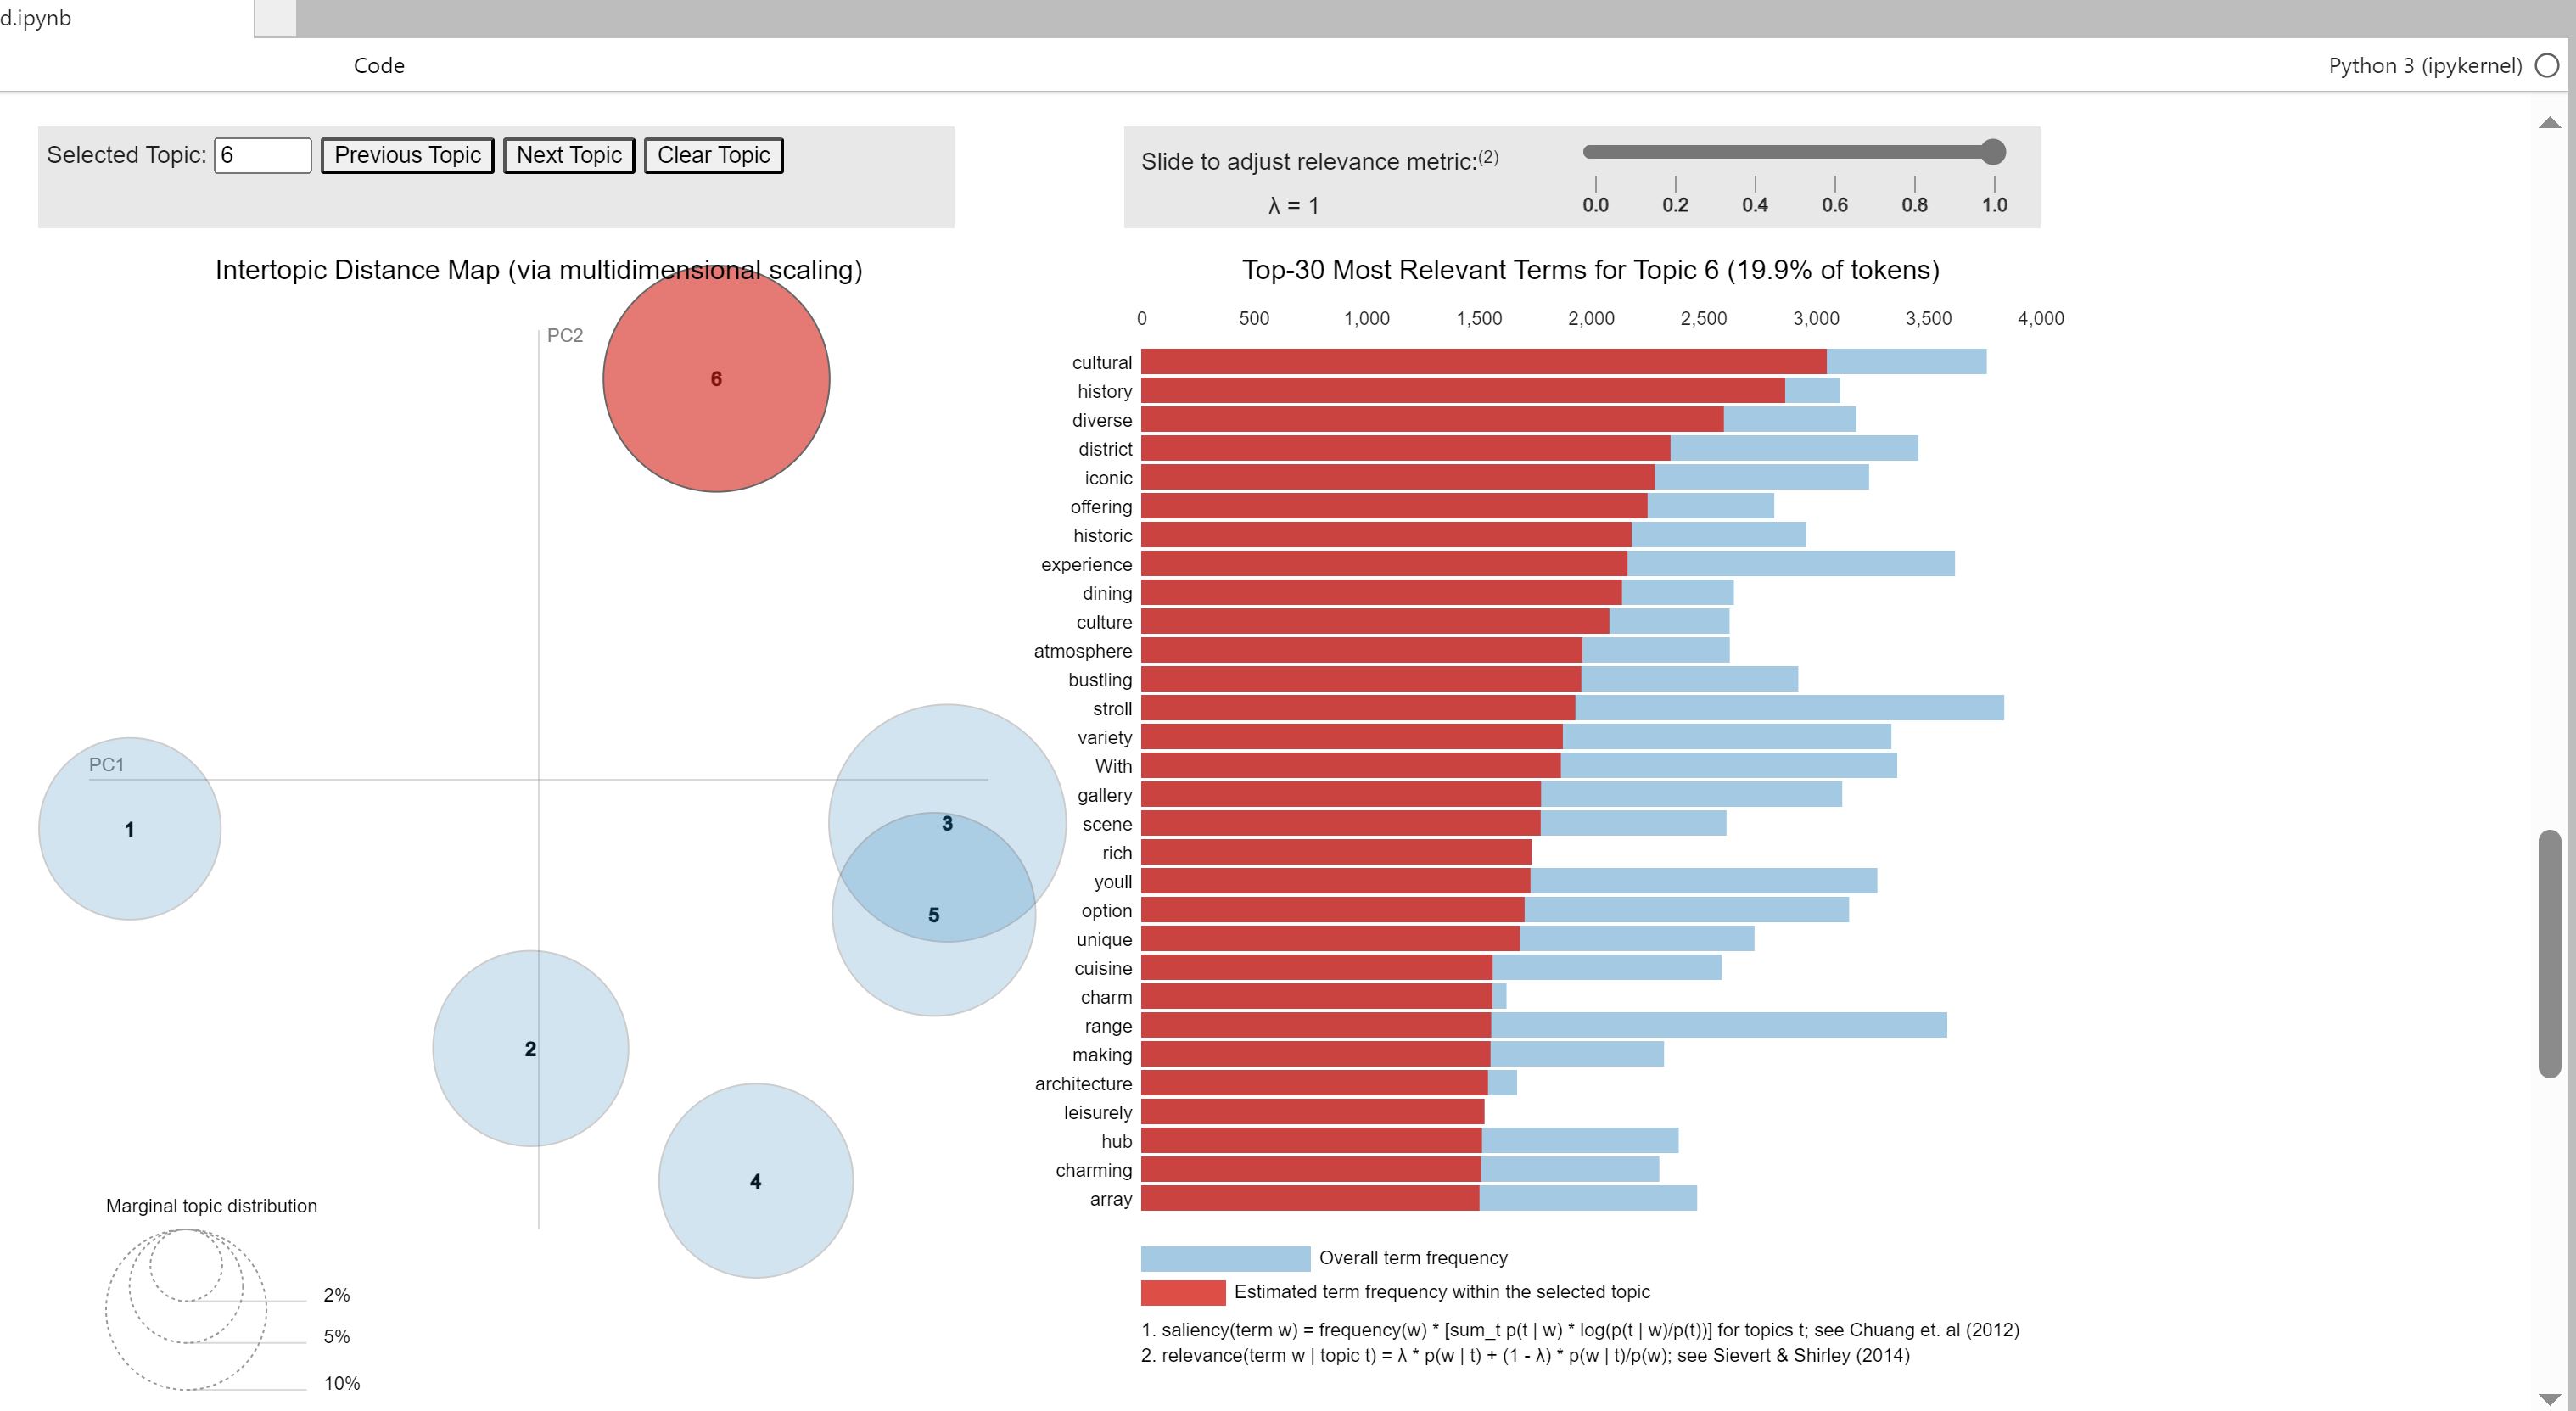 d.ipynb
Code
Python 3 (ipykernel)
Selected Topic: 6 Previous Topic Next Topic Clear Topic
Slide to adjust relevance metric:(2)
λ = 1
0.0 0.2 0.4 0.6 0.8 1.0
Intertopic Distance Map (via multidimensional scaling)
PC2
6
PC1
1
3
5
2
4
Marginal topic distribution
2%
5%
10%
Top-30 Most Relevant Terms for Topic 6 (19.9% of tokens)
0 500 1,000 1,500 2,000 2,500 3,000 3,500 4,000
cultural
history
diverse
district
iconic
offering
historic
experience
dining
culture
atmosphere
bustling
stroll
variety
With
gallery
scene
rich
youll
option
unique
cuisine
charm
range
making
architecture
leisurely
hub
charming
array
Overall term frequency
Estimated term frequency within the selected topic
1. saliency(term w) = frequency(w) * [sum_t p(t | w) * log(p(t | w)/p(t))] for topics t; see Chuang et. al (2012)
2. relevance(term w | topic t) = λ * p(w | t) + (1 - λ) * p(w | t)/p(w); see Sievert & Shirley (2014)